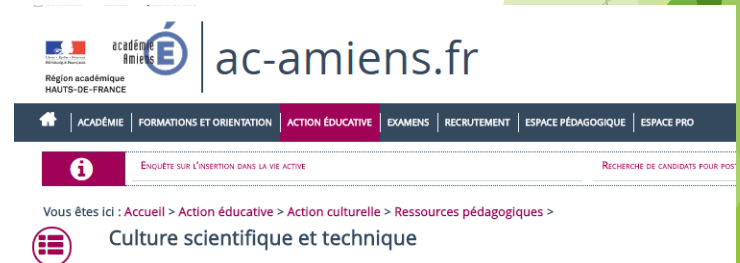 académie
Amiens
É
ac-amiens.fr
Région académique
HAUTS-DE-FRANCE
ACADÉMIE FORMATIONS ET ORIENTATION ACTION ÉDUCATIVE EXAMENS RECRUTEMENT ESPACE PÉDAGOGIQUE ESPACE PRO
i ENQUÊTE SUR L'INSERTION DANS LA VIE ACTIVE RECHERCHE DE CANDIDATS POUR POST
Vous êtes ici : Accueil > Action éducative > Action culturelle > Ressources pédagogiques >
Culture scientifique et technique